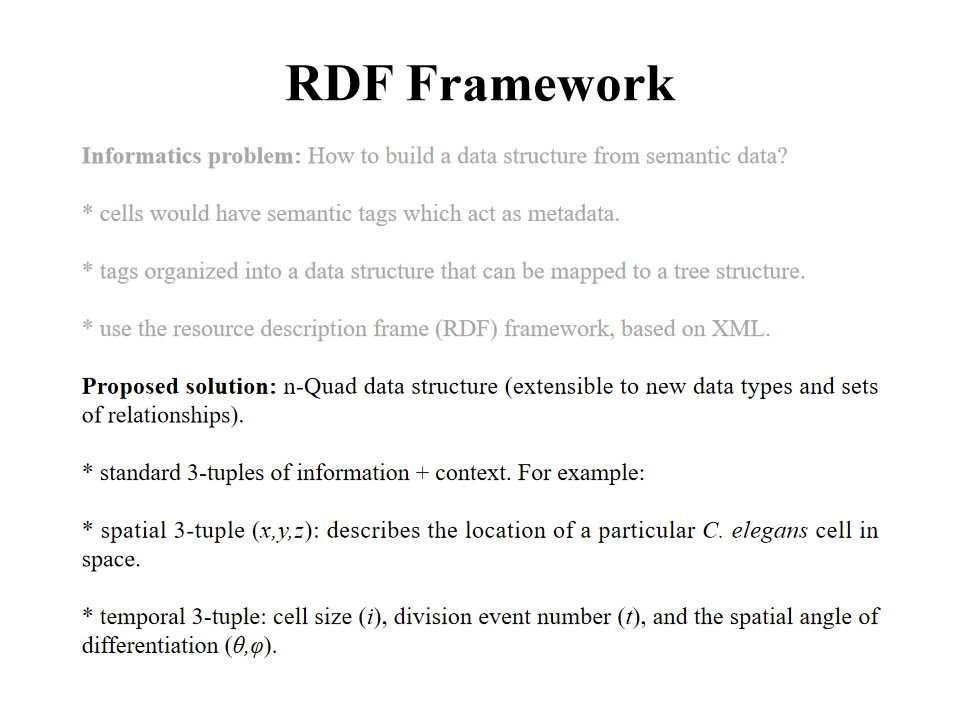 RDF Framework
Informatics problem: How to build a data structure from semantic data?
* cells would have semantic tags which act as metadata.
* tags organized into a data structure that can be mapped to a tree structure.
* use the resource description frame (RDF) framework, based on XML.
Proposed solution: n-Quad data structure (extensible to new data types and sets
of relationships).
* standard 3-tuples of information + context. For example:
* spatial 3-tuple (x,y,z): describes the location of a particular C. elegans cell in
space.
* temporal 3-tuple: cell size (i), division event number (t), and the spatial angle of
differentiation (θ,φ).